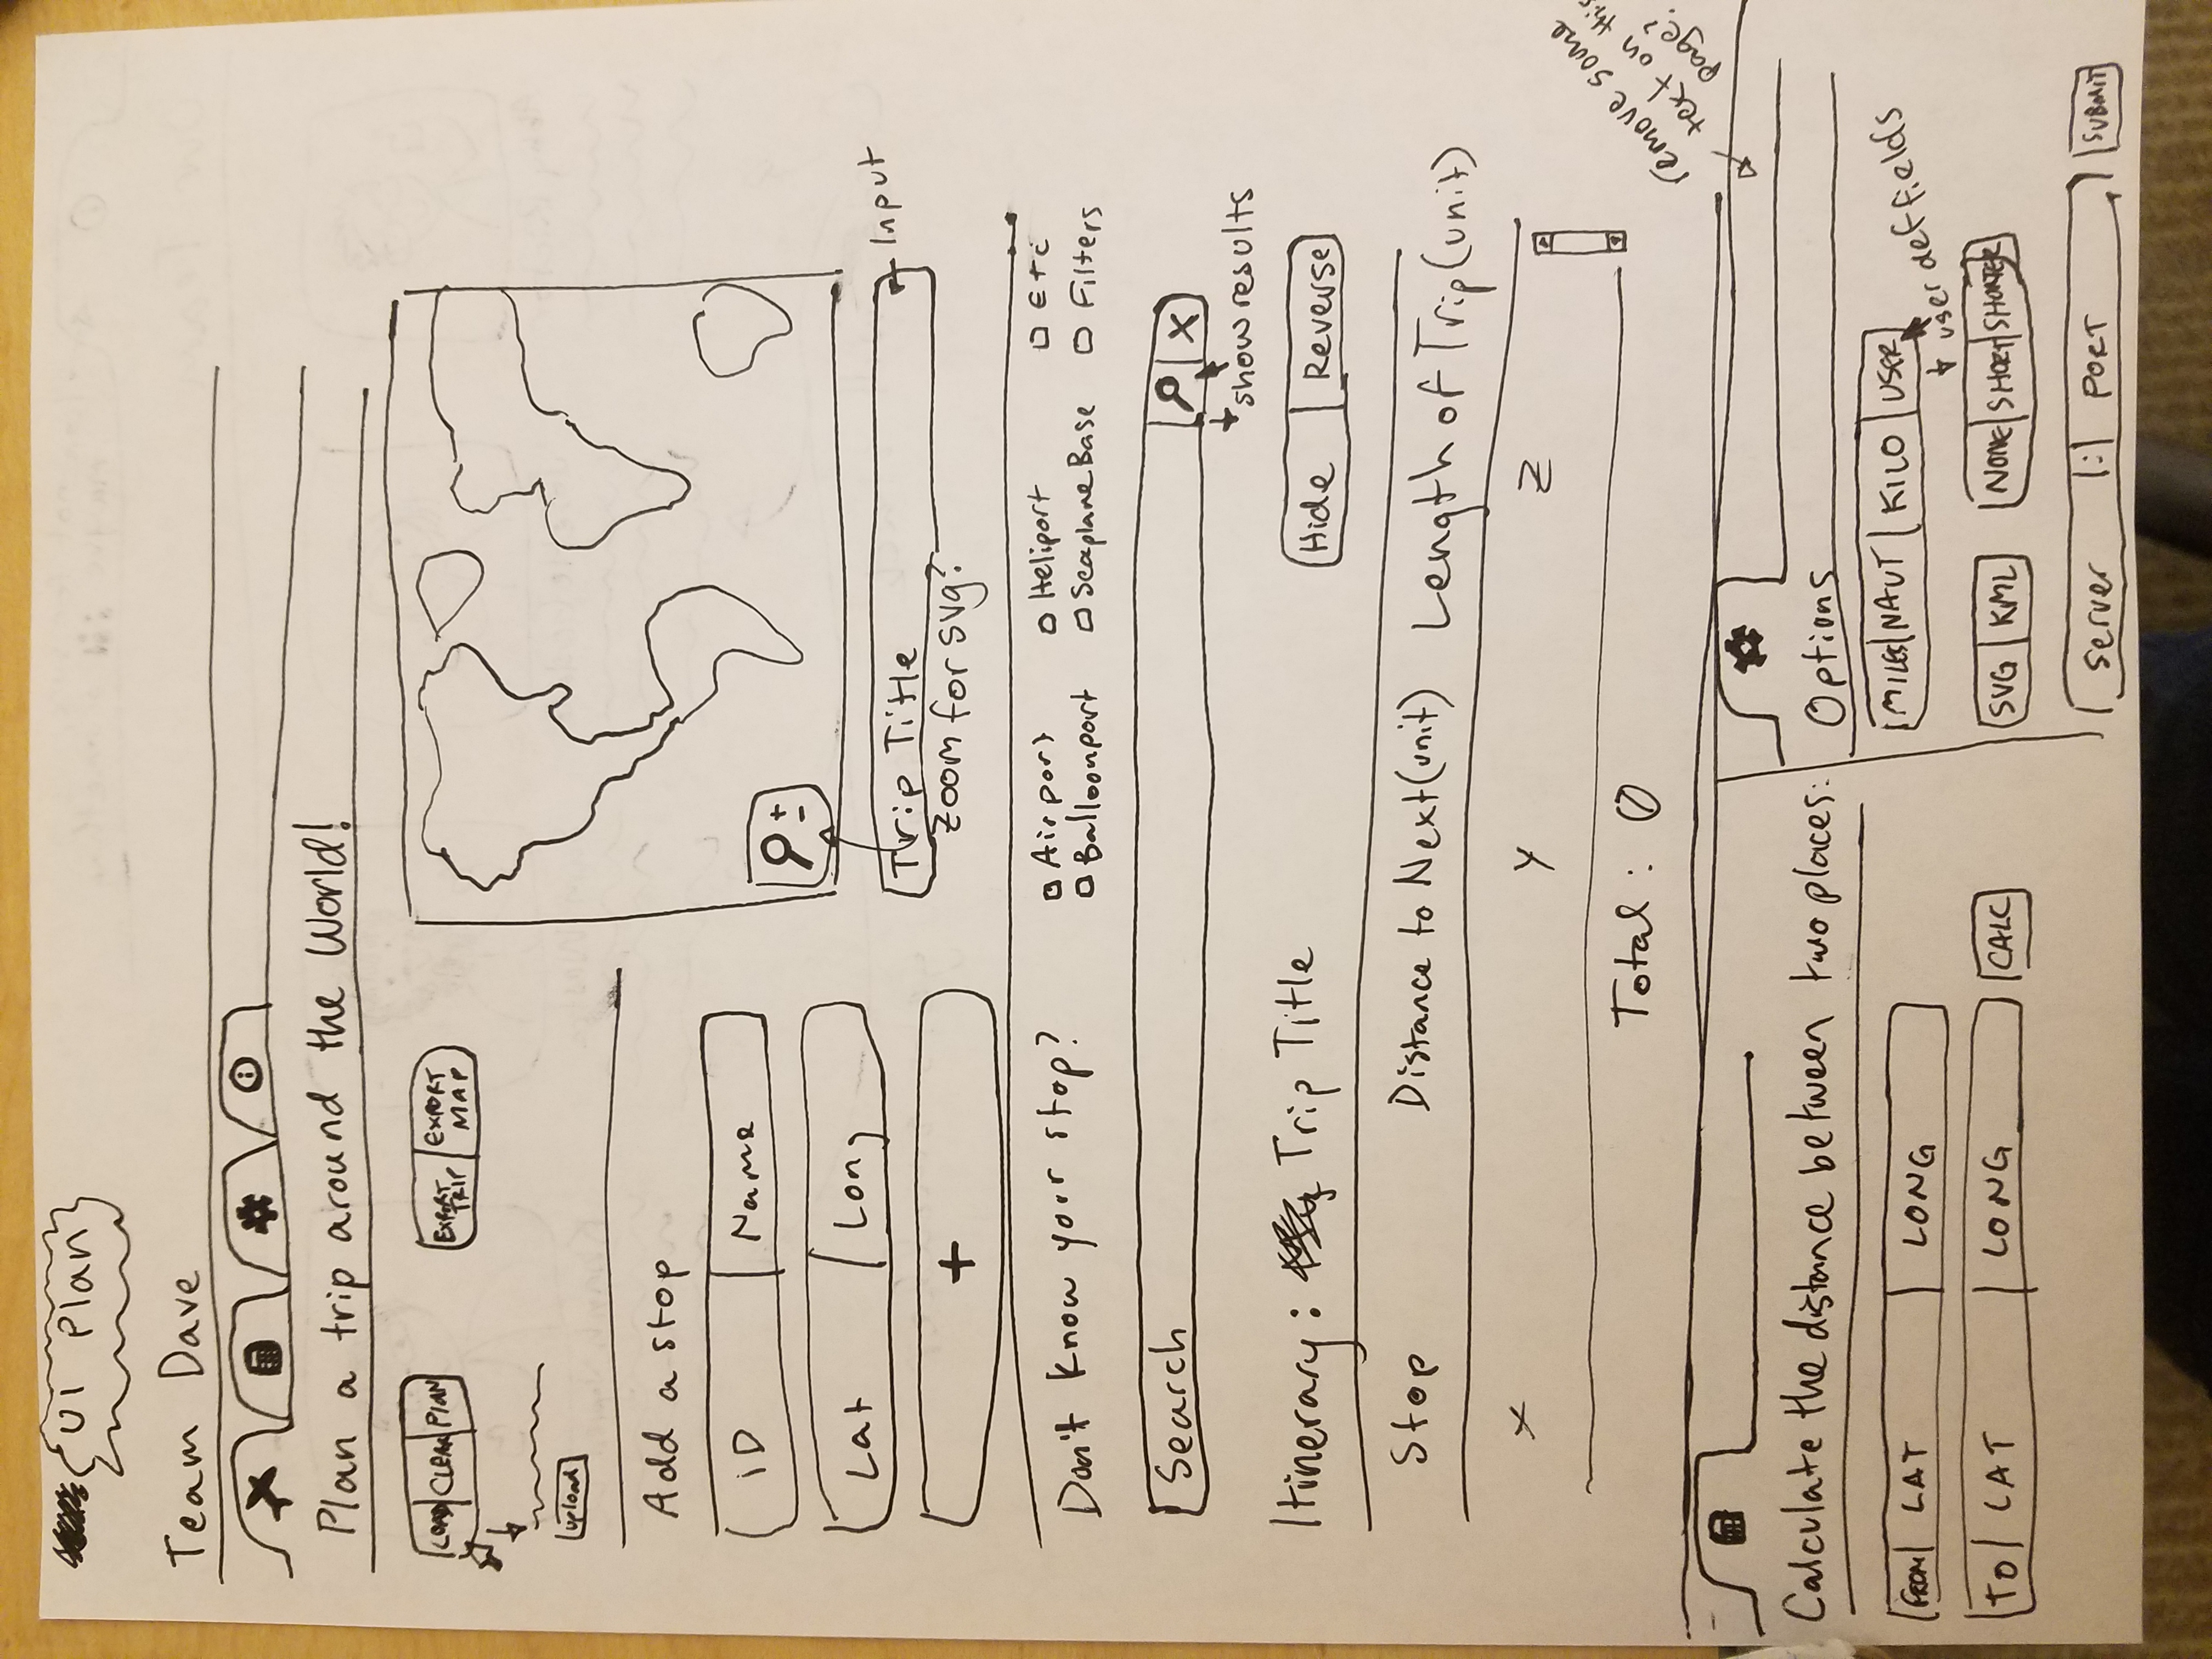 UI Plan
Team Dave
Plan a trip around the World!
LOAD CLEAR PLAN
EXPORT TRIP
EXPORT MAP
upload
Add a stop
ID Name
Lat Long
+
+
-
Trip Title
Input
Zoom for svg?
Don't know your stop?
Airport Heliport Etc
Balloonport Seaplane Base Filters
Search X
show results
Itinerary: Trip Title
Hide Reverse
Stop Distance to Next (unit) Length of Trip (unit)
X Y Z
Total: 0
remove some
text on this
page?
Calculate the distance between two places:
FROM LAT LONG
TO LAT LONG CALC
Options
MILES NAUT KILO USER
user def fields
SVG KML NONE SHORT SHORTER
Server : PORT SUBMIT